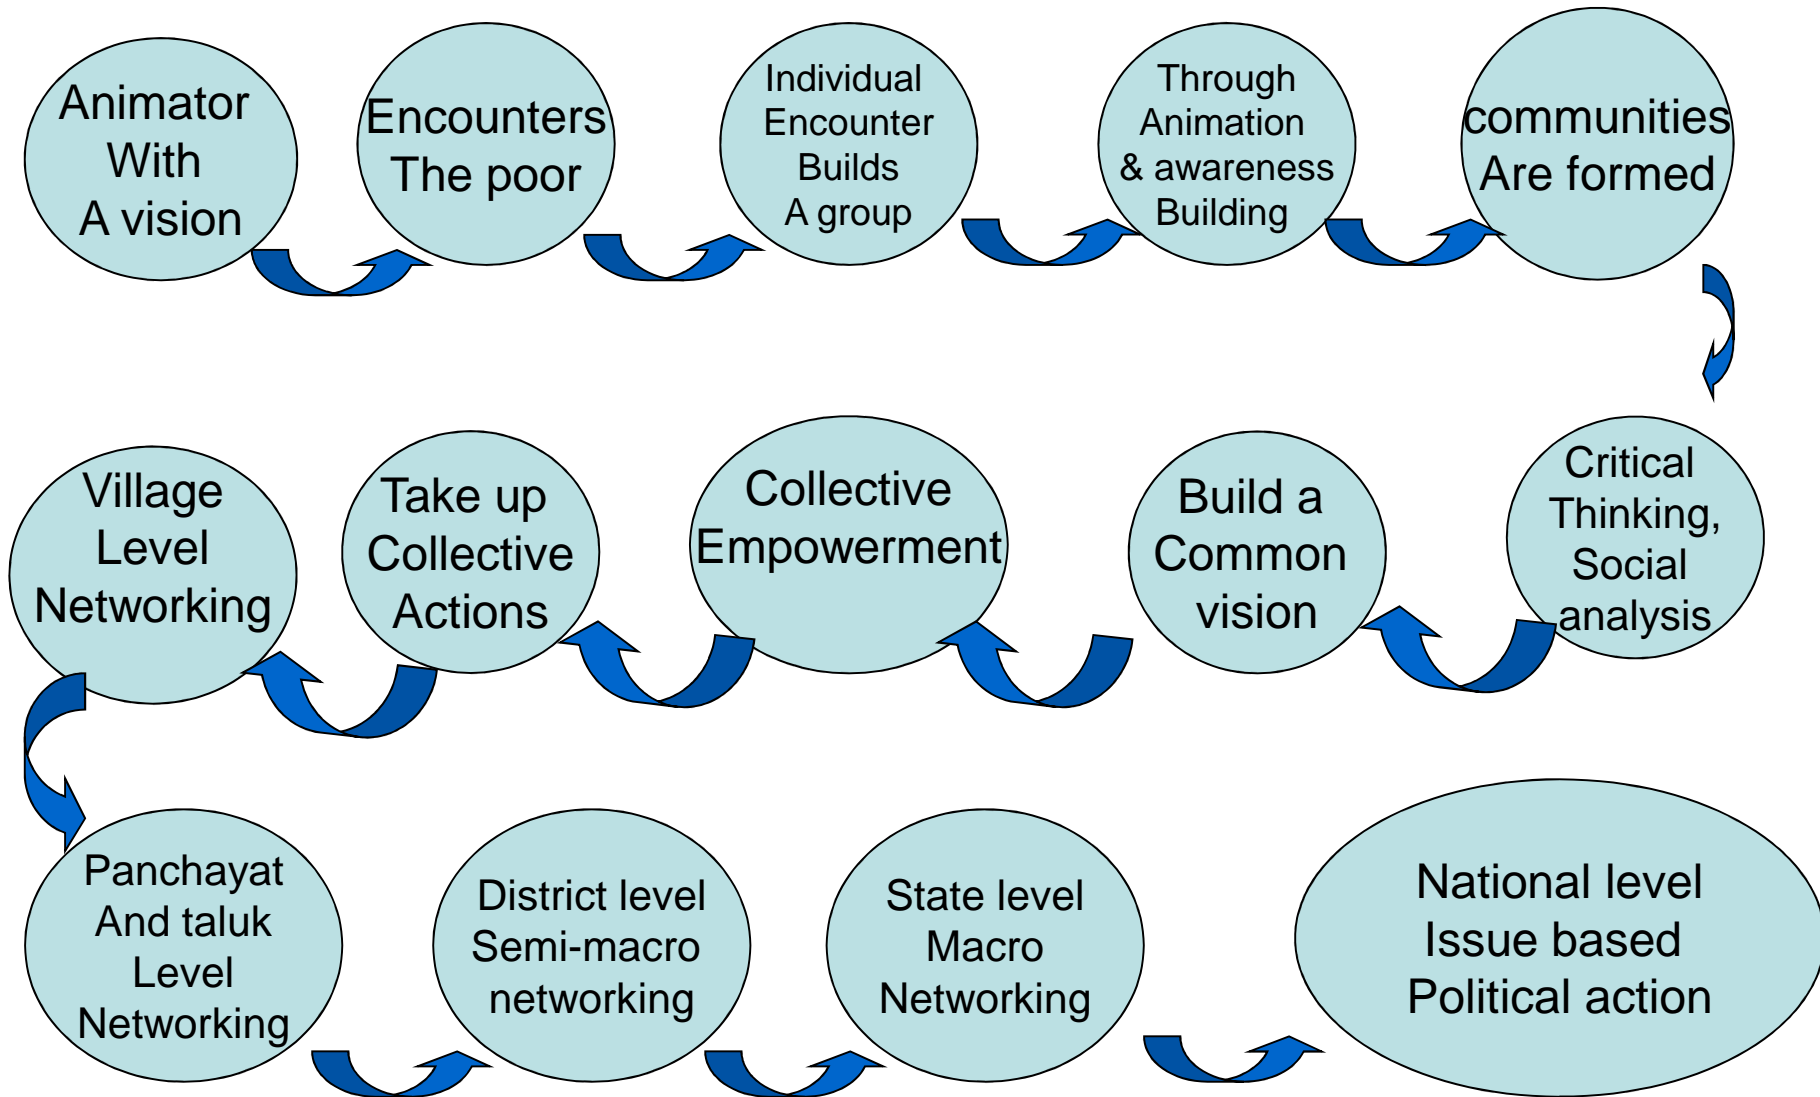 Animator
With
A vision
Encounters
The poor
Individual
Encounter
Builds
A group
Through
Animation
& awareness
Building
communities
Are formed
Critical
Thinking,
Social
analysis
Build a
Common
vision
Collective
Empowerment
Take up
Collective
Actions
Village
Level
Networking
Panchayat
And taluk
Level
Networking
District level
Semi-macro
networking
State level
Macro
Networking
National level
Issue based
Political action